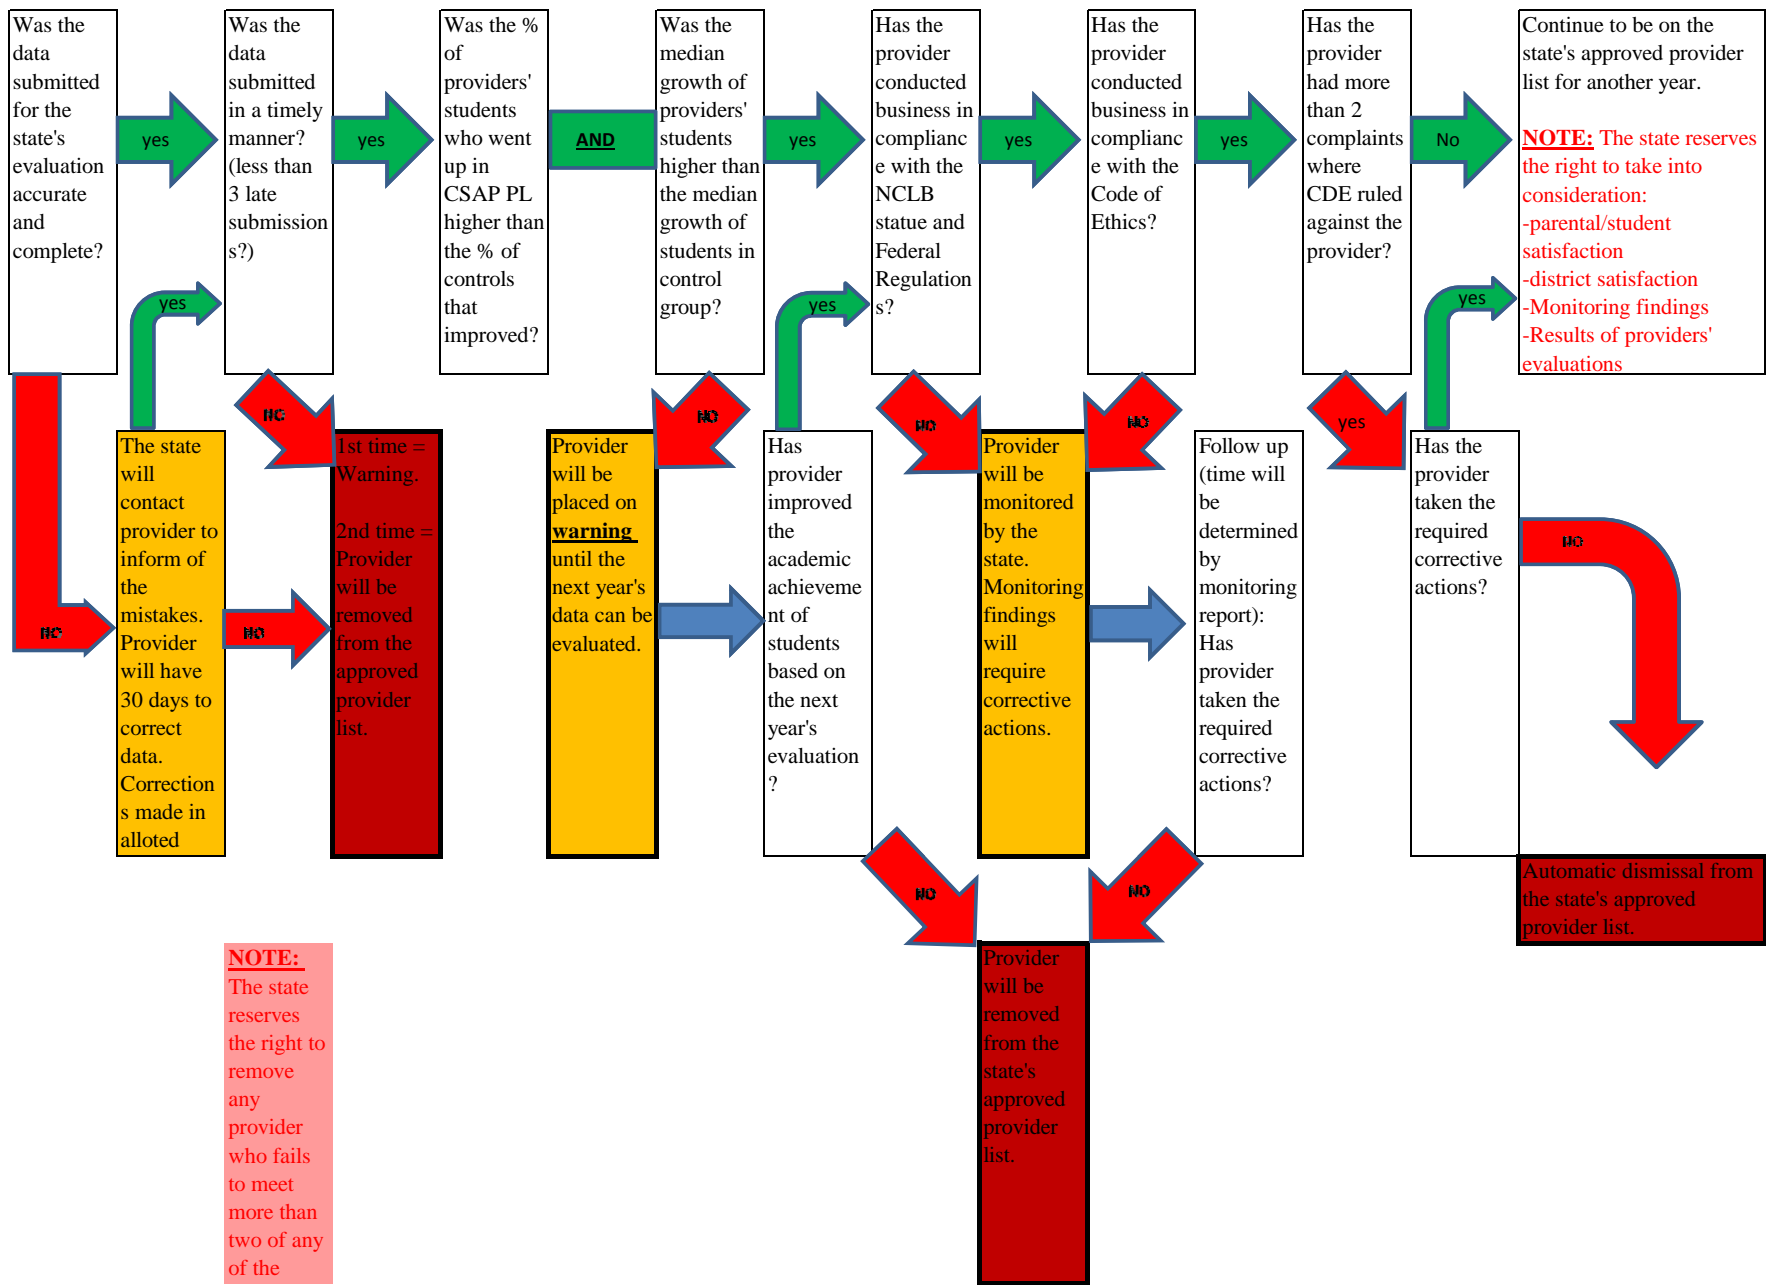 Was the
data
submitted
for the
state's
evaluation
accurate
and
complete?
yes
Was the
data
submitted
in a timely
manner?
(less than
3 late
submission
s?)
yes
Was the %
of
providers'
students
who went
up in
CSAP PL
higher than
the % of
controls
that
improved?
AND
Was the
median
growth of
providers'
students
higher than
the median
growth of
students in
control
group?
yes
Has the
provider
conducted
business in
complianc
e with the
NCLB
statue and
Federal
Regulation
s?
yes
Has the
provider
conducted
business in
complianc
e with the
Code of
Ethics?
yes
Has the
provider
had more
than 2
complaints
where
CDE ruled
against the
provider?
No
Continue to be on the
state's approved provider
list for another year.
NOTE: The state reserves
the right to take into
consideration:
-parental/student
satisfaction
-district satisfaction
-Monitoring findings
-Results of providers'
evaluations
yes
yes
yes
NO
NO
NO
NO
NO
yes
NO
The state
will
contact
provider to
inform of
the
mistakes.
Provider
will have
30 days to
correct
data.
Correction
s made in
alloted
NO
1st time =
Warning.
2nd time =
Provider
will be
removed
from the
approved
provider
list.
Provider
will be
placed on
warning
until the
next year's
data can be
evaluated.
Has
provider
improved
the
academic
achieveme
nt of
students
based on
the next
year's
evaluation
?
Provider
will be
monitored
by the
state.
Monitoring
findings
will
require
corrective
actions.
Follow up
(time will
be
determined
by
monitoring
report):
Has
provider
taken the
required
corrective
actions?
Has the
provider
taken the
required
corrective
actions?
NO
NO
Automatic dismissal from
the state's approved
provider list.
NOTE:
The state
reserves
the right to
remove
any
provider
who fails
to meet
more than
two of any
of the
Provider
will be
removed
from the
state's
approved
provider
list.